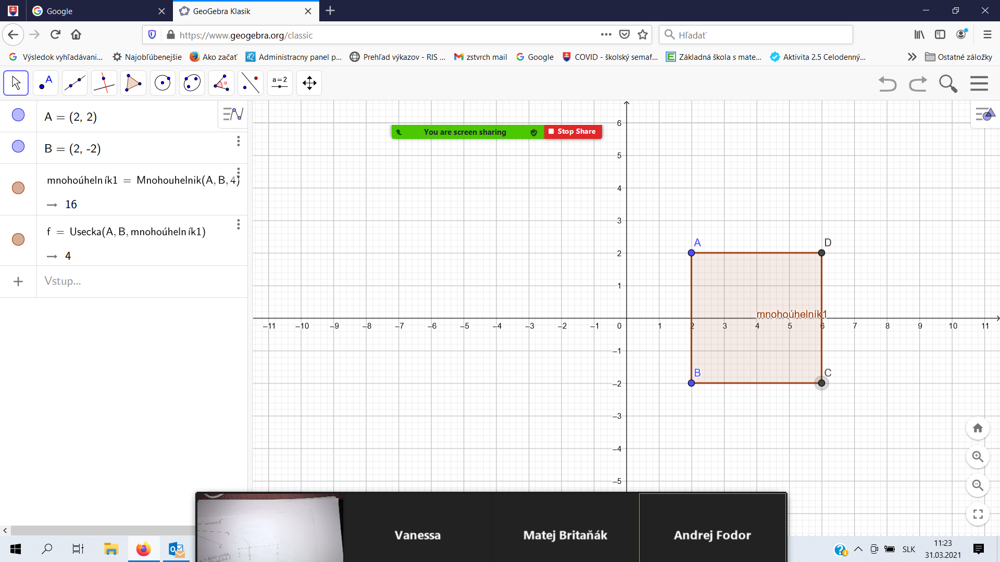 Google
GeoGebra Klasik
https://www.geogebra.org/classic
Hľadať
Výsledok vyhľadávani...
Najobľúbenejšie
Ako začať
Administracny panel p...
Prehľad výkazov - RIS ...
zstvrch mail
Google
COVID - školský semaf...
Základná škola s mate...
Aktivita 2.5 Celodenný...
Ostatné záložky
A
α
a=2
A = (2, 2)
B = (2, -2)
mnohoúhelník1 = Mnohouhelnik(A, B, 4)
→ 16
f = Usecka(A, B, mnohoúhelník1)
→ 4
+ Vstup...
You are screen sharing
Stop Share
6
5
4
3
2
1
A
D
mnohoúhelník1
–11 –10 –9 –8 –7 –6 –5 –4 –3 –2 –1 0 1 2 3 4 5 6 7 8 9 10 11
–1
B
C
–2
–3
–4
–5
Vanessa
Matej Britaňák
Andrej Fodor
SLK
11:23
31.03.2021